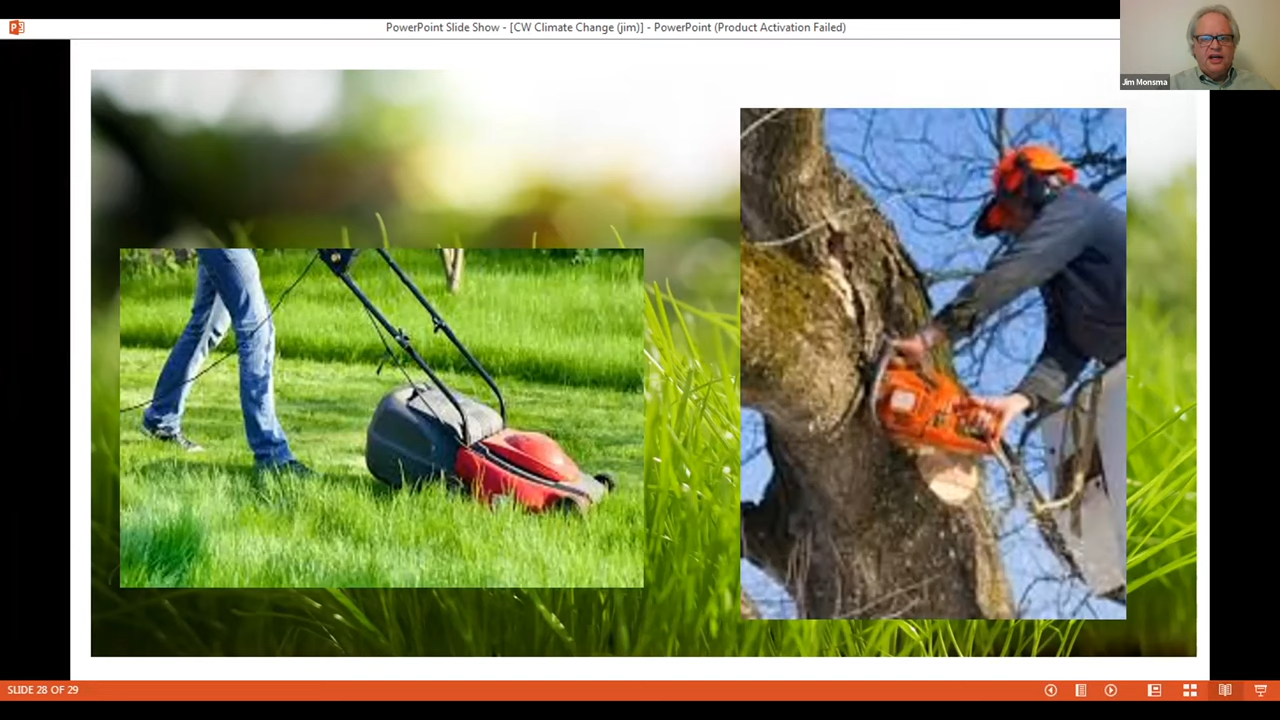 PowerPoint Slide Show - [CW Climate Change (jim)] - PowerPoint (Product Activation Failed)
Jim Monsma
SLIDE 28 OF 29